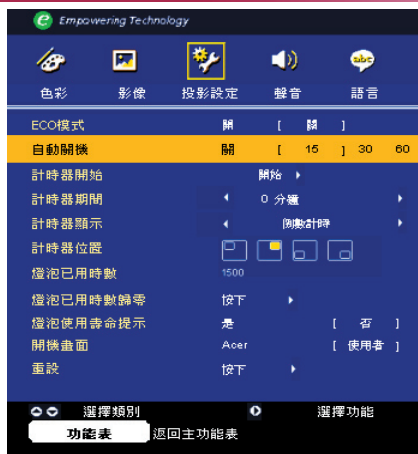 e Empowering Technology
色彩 影像 投影設定 聲音 語言
ECO模式 開 [ 關 ]
自動關機 關 [ 15 ] 30 60
計時器開始 開始
計時器期間 0 分鐘
計時器顯示 倒數計時
計時器位置
燈泡已用時數 1500
燈泡已用時數歸零 按下
燈泡使用壽命提示 是 [ 否 ]
開機畫面 Acer [ 使用者 ]
重設 按下
選擇類別 選擇功能
功能表 返回主功能表